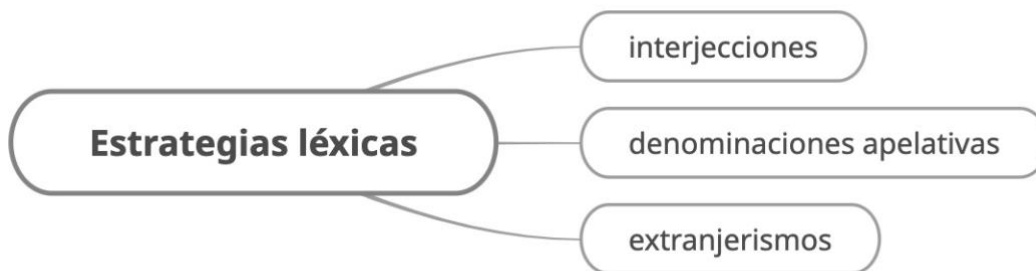 Estrategias léxicas
interjecciones
denominaciones apelativas
extranjerismos